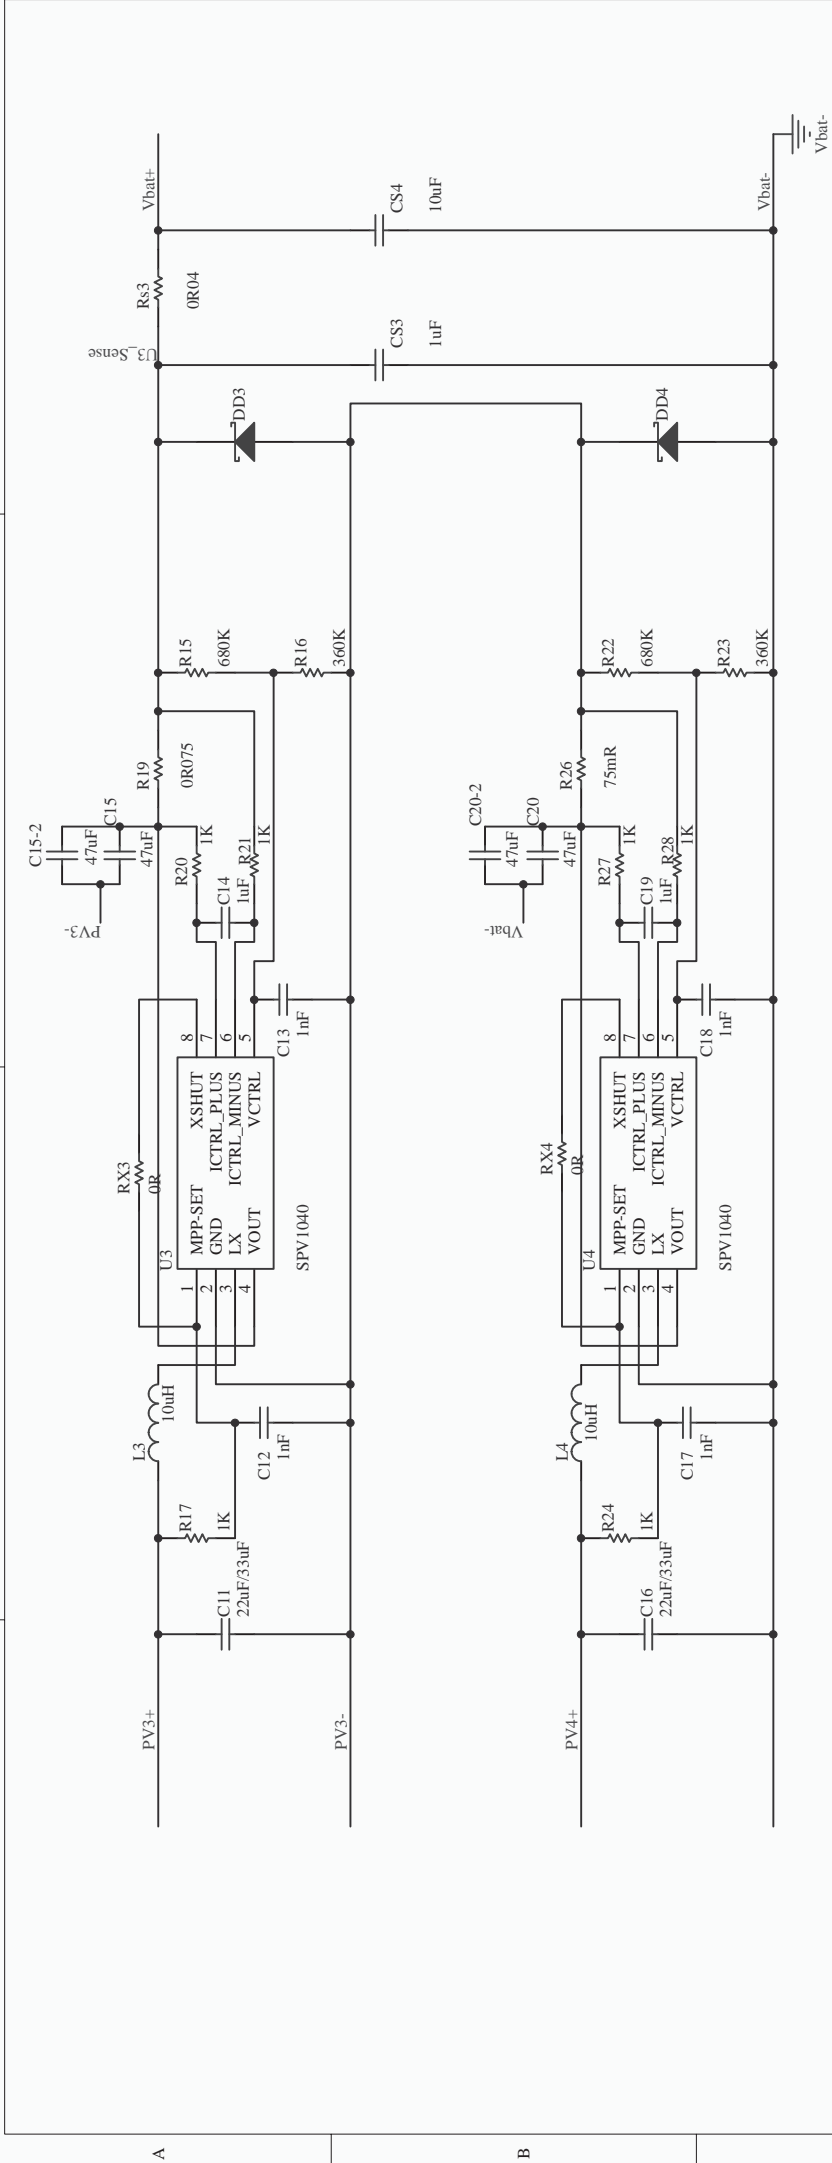 PV3+
PV3-
C11
22uF/33uF
R17
1K
L3
10uH
C12
1nF
RX3
0R
U3
1
2
3
4
MPP-SET
GND
LX
VOUT
XSHUT
ICTRL_PLUS
ICTRL_MINUS
VCTRL
8
7
6
5
SPV1040
C13
1nF
PV3-
C15-2
47uF
C15
47uF
R20
1K
C14
1uF
R21
1K
R19
0R075
R15
680K
R16
360K
DD3
U3_Sense
Rs3
0R04
CS3
1uF
CS4
10uF
Vbat+
PV4+
C16
22uF/33uF
R24
1K
L4
10uH
C17
1nF
RX4
0R
U4
1
2
3
4
MPP-SET
GND
LX
VOUT
XSHUT
ICTRL_PLUS
ICTRL_MINUS
VCTRL
8
7
6
5
SPV1040
C18
1nF
Vbat-
C20-2
47uF
C20
47uF
R27
1K
C19
1uF
R28
1K
R26
75mR
R22
680K
R23
360K
DD4
Vbat-
Vbat-
A
B